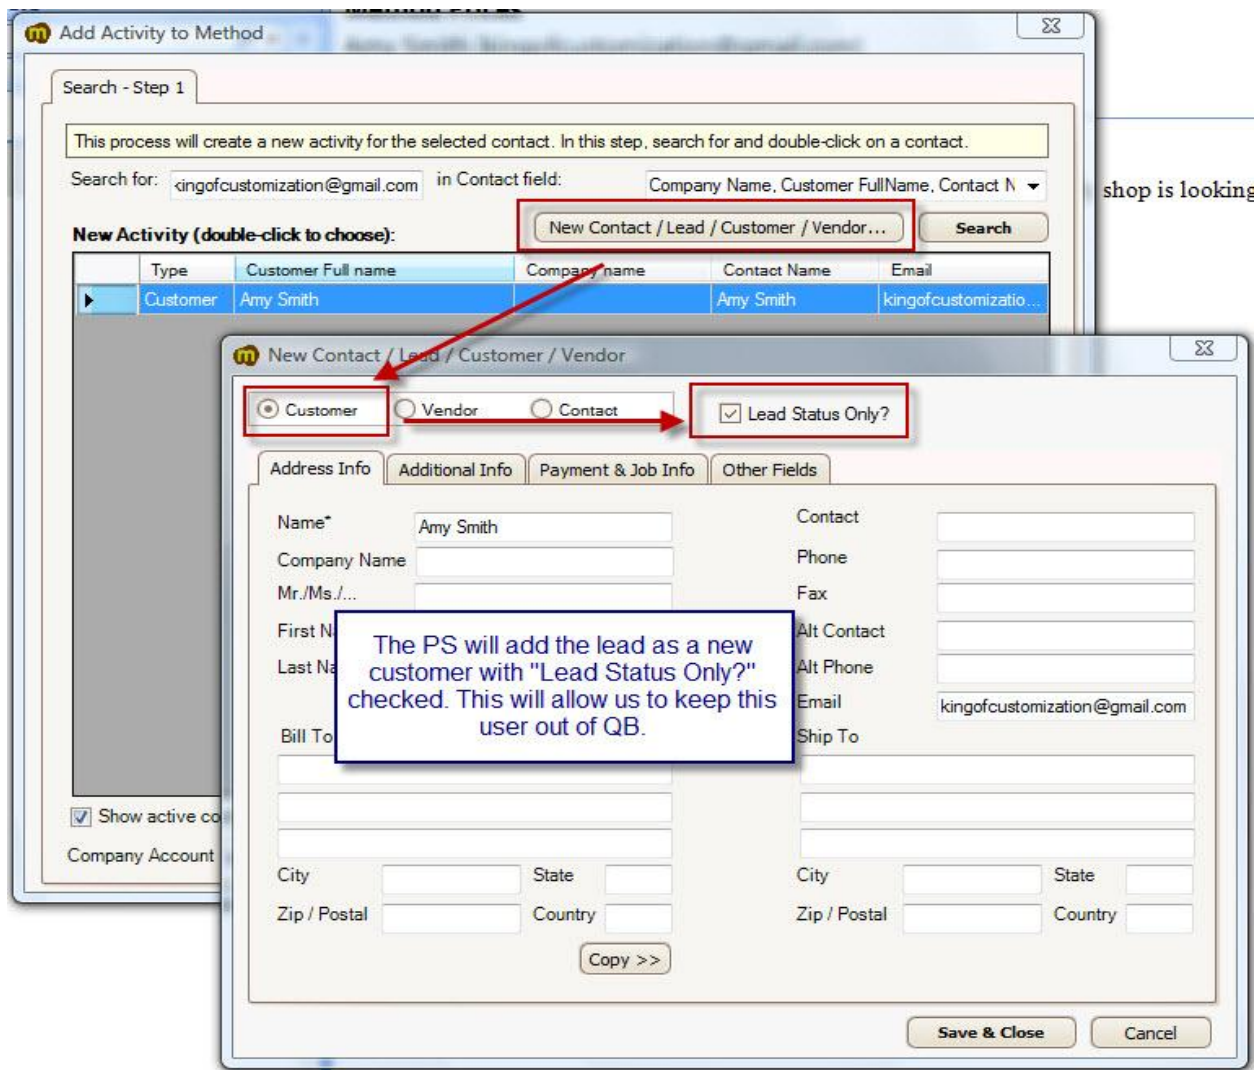 Add Activity to Method
Search - Step 1
This process will create a new activity for the selected contact. In this step, search for and double-click on a contact.
Search for: kingofcustomization@gmail.com in Contact field: Company Name, Customer FullName, Contact N
shop is looking
New Contact / Lead / Customer / Vendor... Search
New Activity (double-click to choose):
Type Customer Full name Company name Contact Name Email
Customer Amy Smith Amy Smith kingofcustomizatio...
New Contact / Lead / Customer / Vendor
Customer Vendor Contact Lead Status Only?
Address Info Additional Info Payment & Job Info Other Fields
Name* Amy Smith Contact
Company Name Phone
Mr./Ms./... Fax
First Na Alt Contact
Last Na Alt Phone
Email kingofcustomization@gmail.com
Bill To Ship To
The PS will add the lead as a new
customer with "Lead Status Only?"
checked. This will allow us to keep this
user out of QB.
Show active co
Company Account
City State City State
Zip / Postal Country Zip / Postal Country
Copy >>
Save & Close Cancel